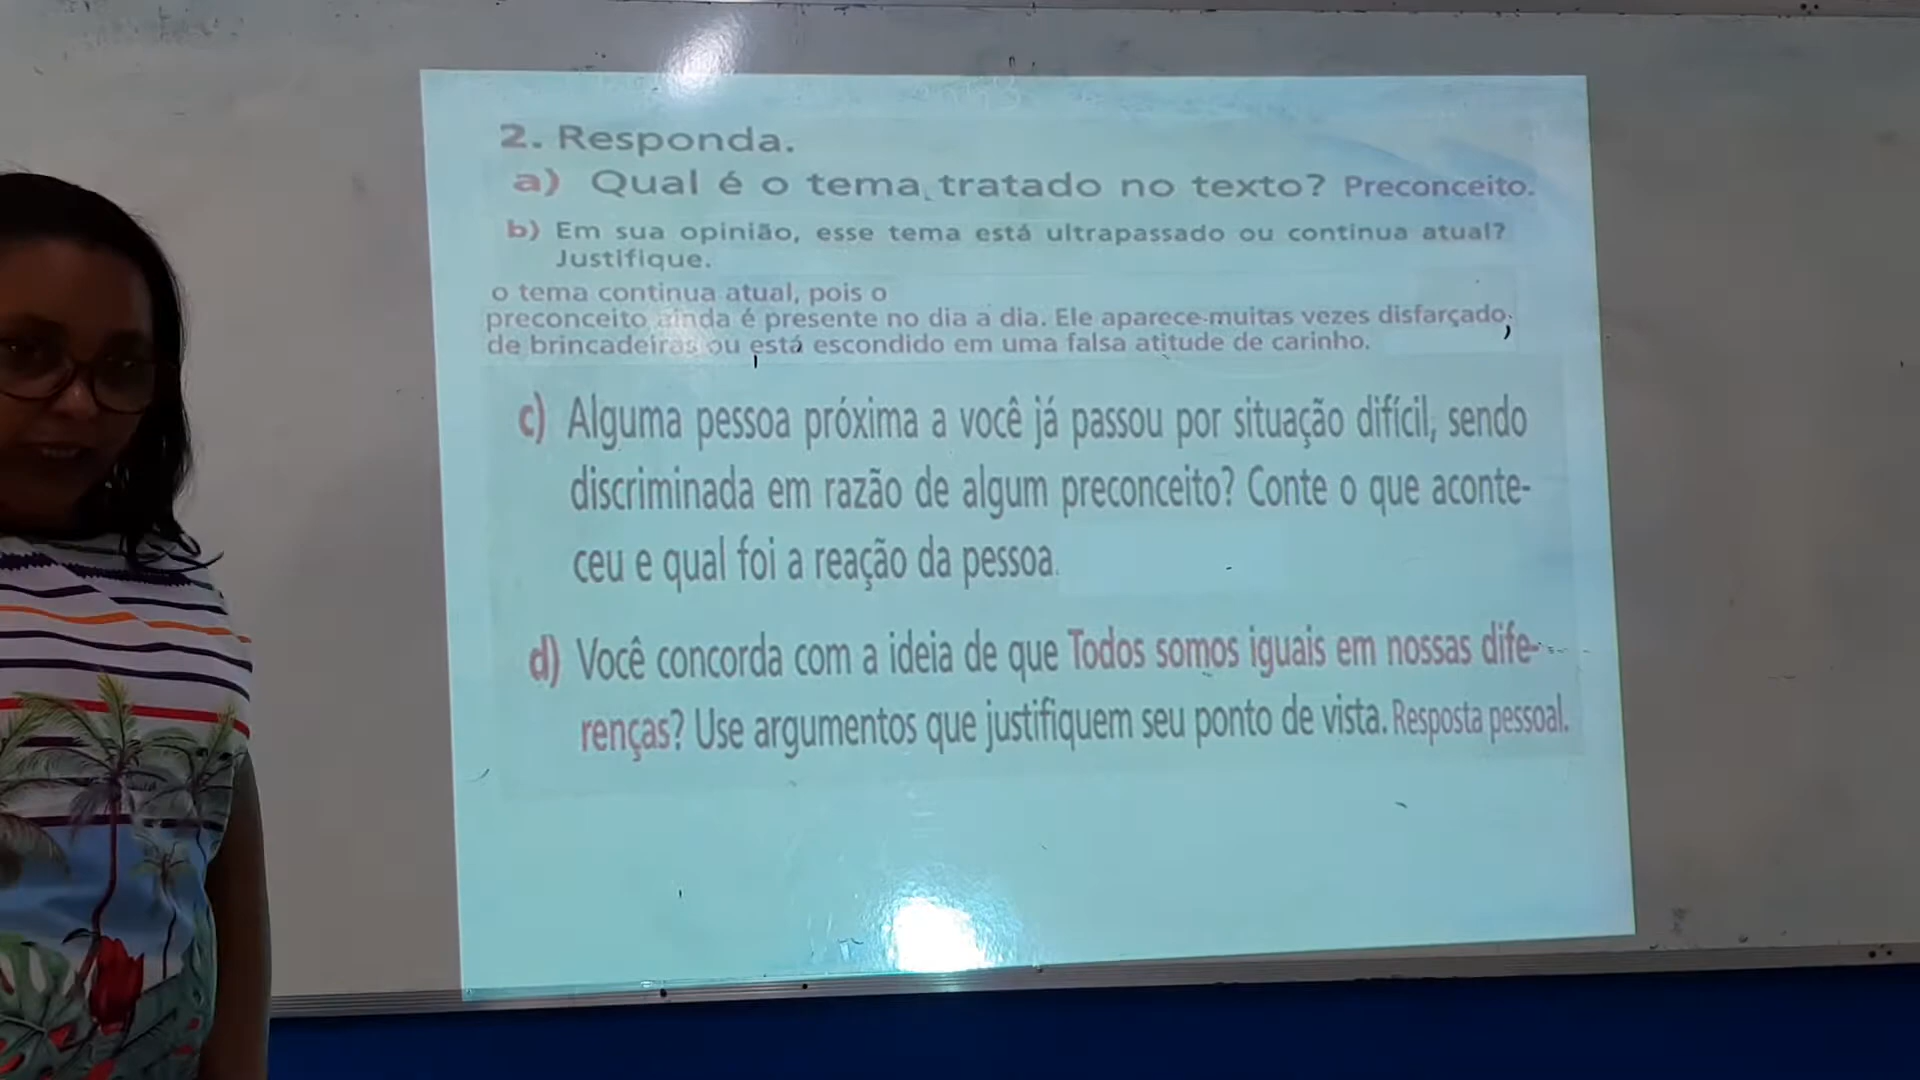 2. Responda.
a) Qual é o tema tratado no texto? Preconceito.
b) Em sua opinião, esse tema está ultrapassado ou continua atual?
Justifique.
o tema continua atual, pois o
preconceito ainda é presente no dia a dia. Ele aparece muitas vezes disfarçado
de brincadeiras ou está escondido em uma falsa atitude de carinho.
c) Alguma pessoa próxima a você já passou por situação difícil, sendo
discriminada em razão de algum preconceito? Conte o que aconte-
ceu e qual foi a reação da pessoa.
d) Você concorda com a ideia de que Todos somos iguais em nossas dife-
renças? Use argumentos que justifiquem seu ponto de vista. Resposta pessoal.